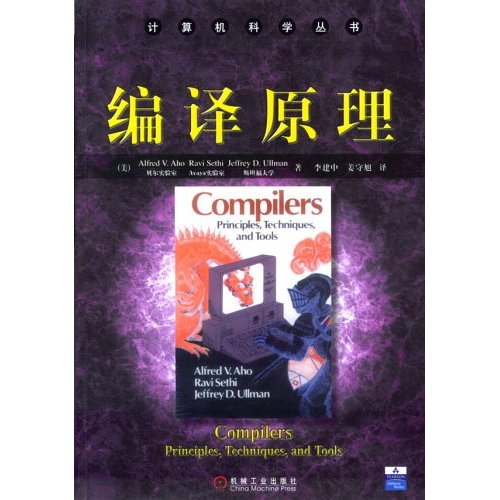 计算机科学丛书
编译原理
(美) Alfred V. Aho Ravi Sethi Jeffrey D. Ullman 著 李建中 姜守旭 译
贝尔实验室 Avaya实验室 斯坦福大学
Compilers
Principles, Techniques,
and Tools
Alfred V. Aho
Ravi Sethi
Jeffrey D. Ullman
Compilers
Principles, Techniques, and Tools
机械工业出版社
China Machine Press
PEARSON